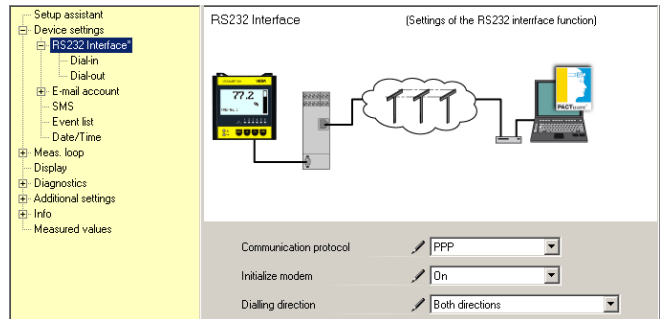 Setup assistant
Device settings
RS232 Interface*
Dial-in
Dial-out
E-mail account
SMS
Event list
Date/Time
Meas. loop
Display
Diagnostics
Additional settings
Info
Measured values
RS232 Interface
(Settings of the RS232 interrface function)
77.2
%
PACTware
Communication protocol
PPP
Initialize modem
On
Dialling direction
Both directions